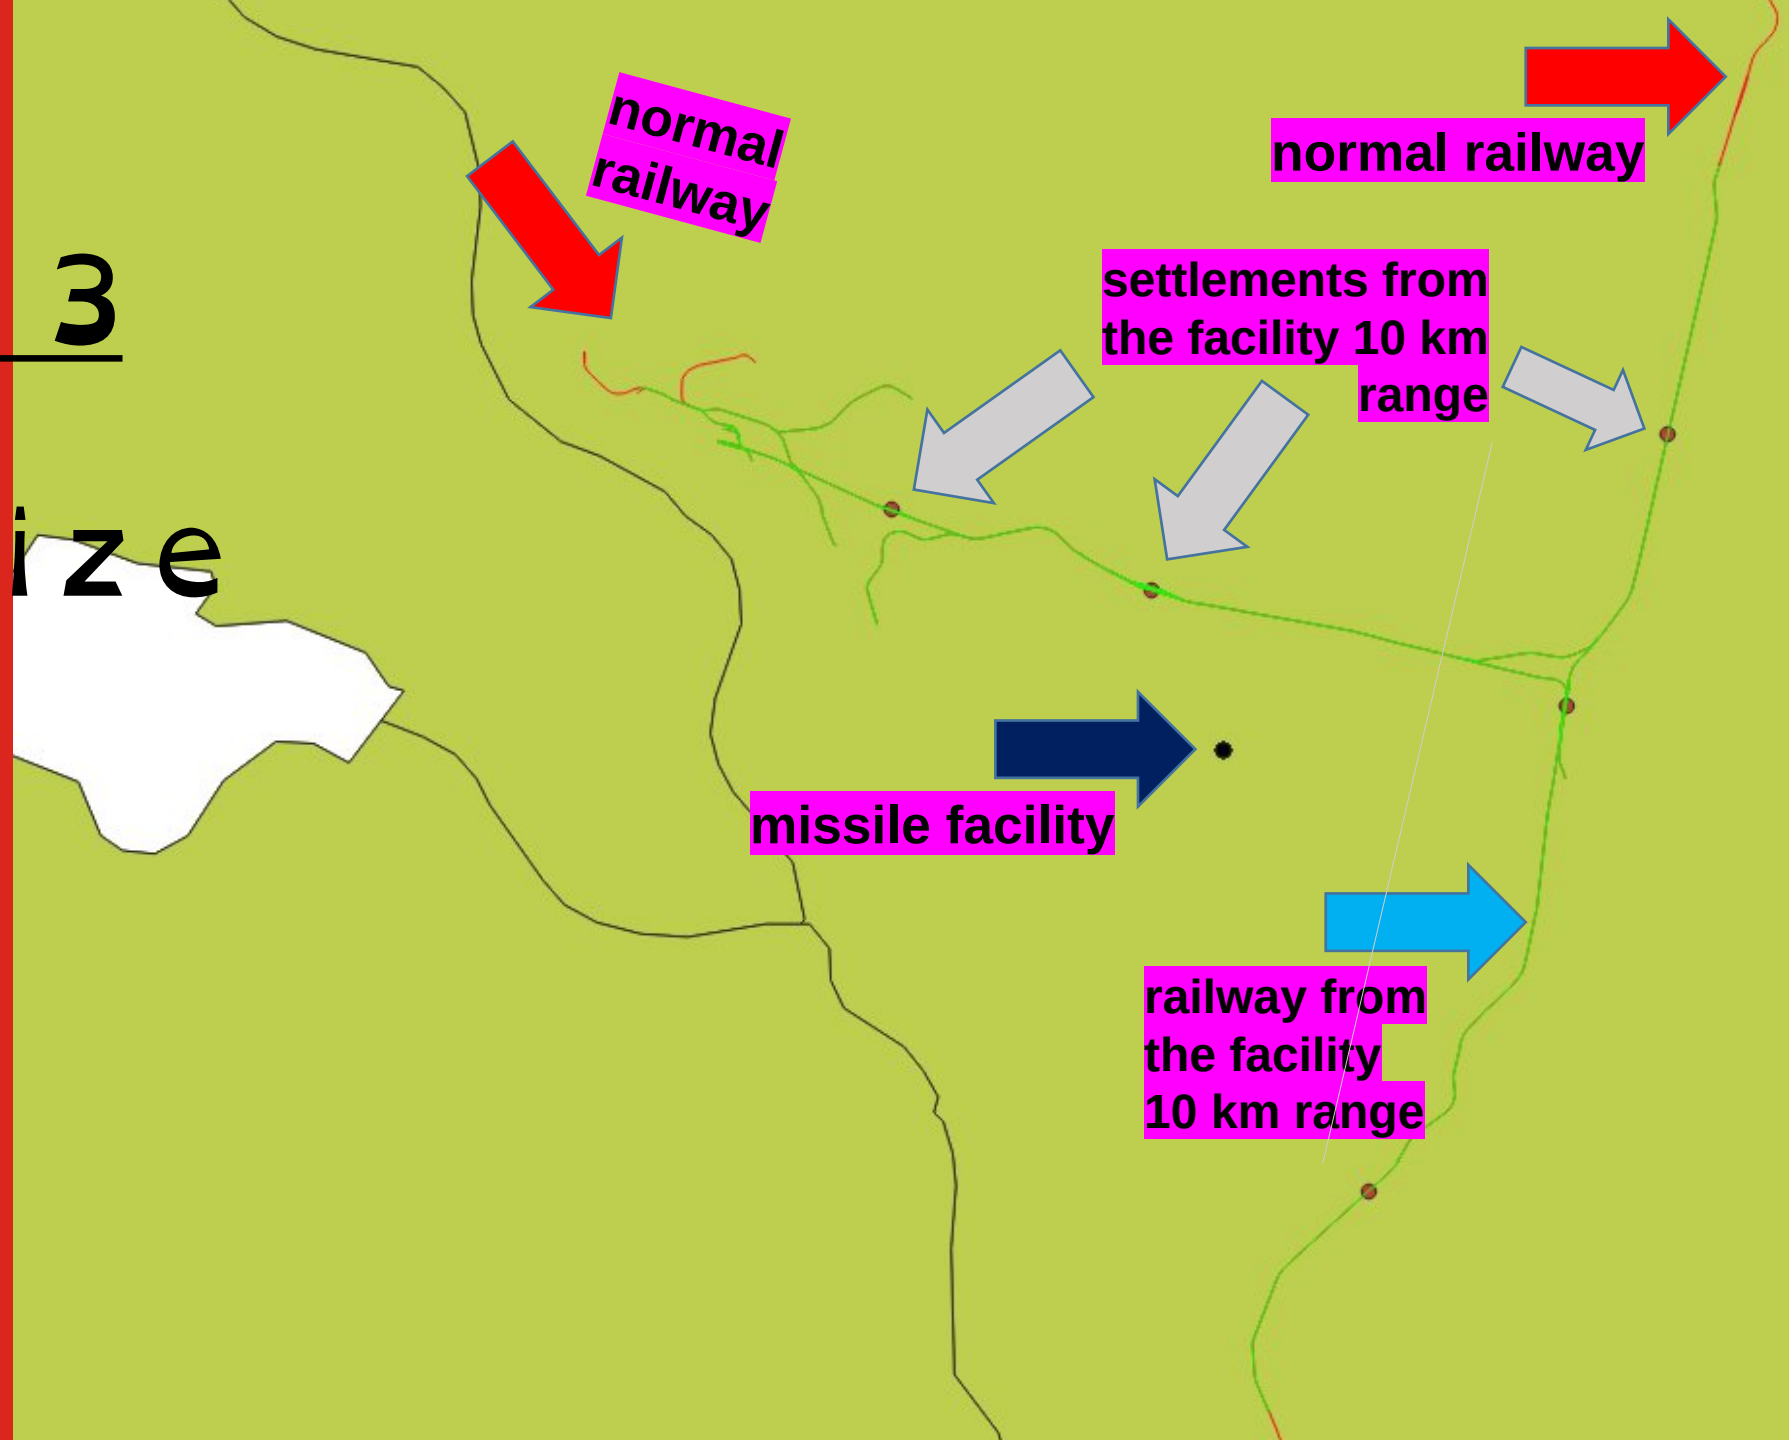 normal
railway
normal railway
settlements from
the facility 10 km
range
3
ize
missile facility
railway from
the facility
10 km range